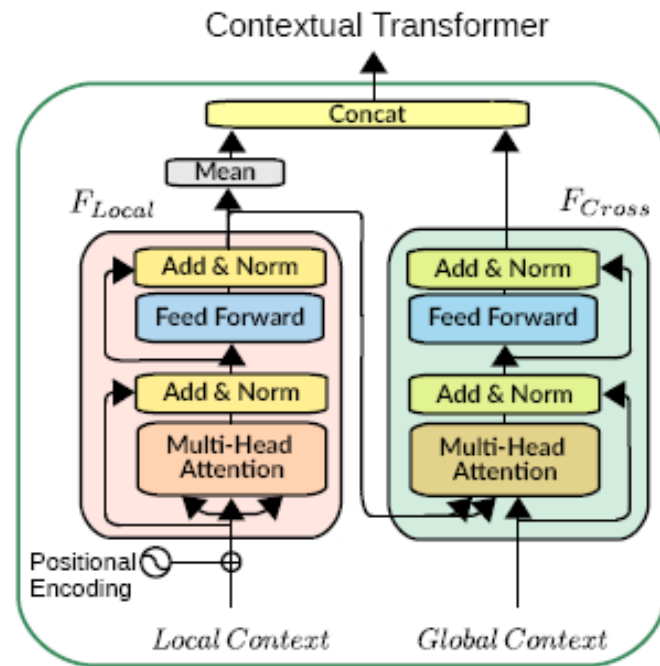 Contextual Transformer
Concat
Mean
F_Local
F_Cross
Add & Norm
Feed Forward
Add & Norm
Multi-Head
Attention
Add & Norm
Feed Forward
Add & Norm
Multi-Head
Attention
Positional
Encoding
Local Context
Global Context